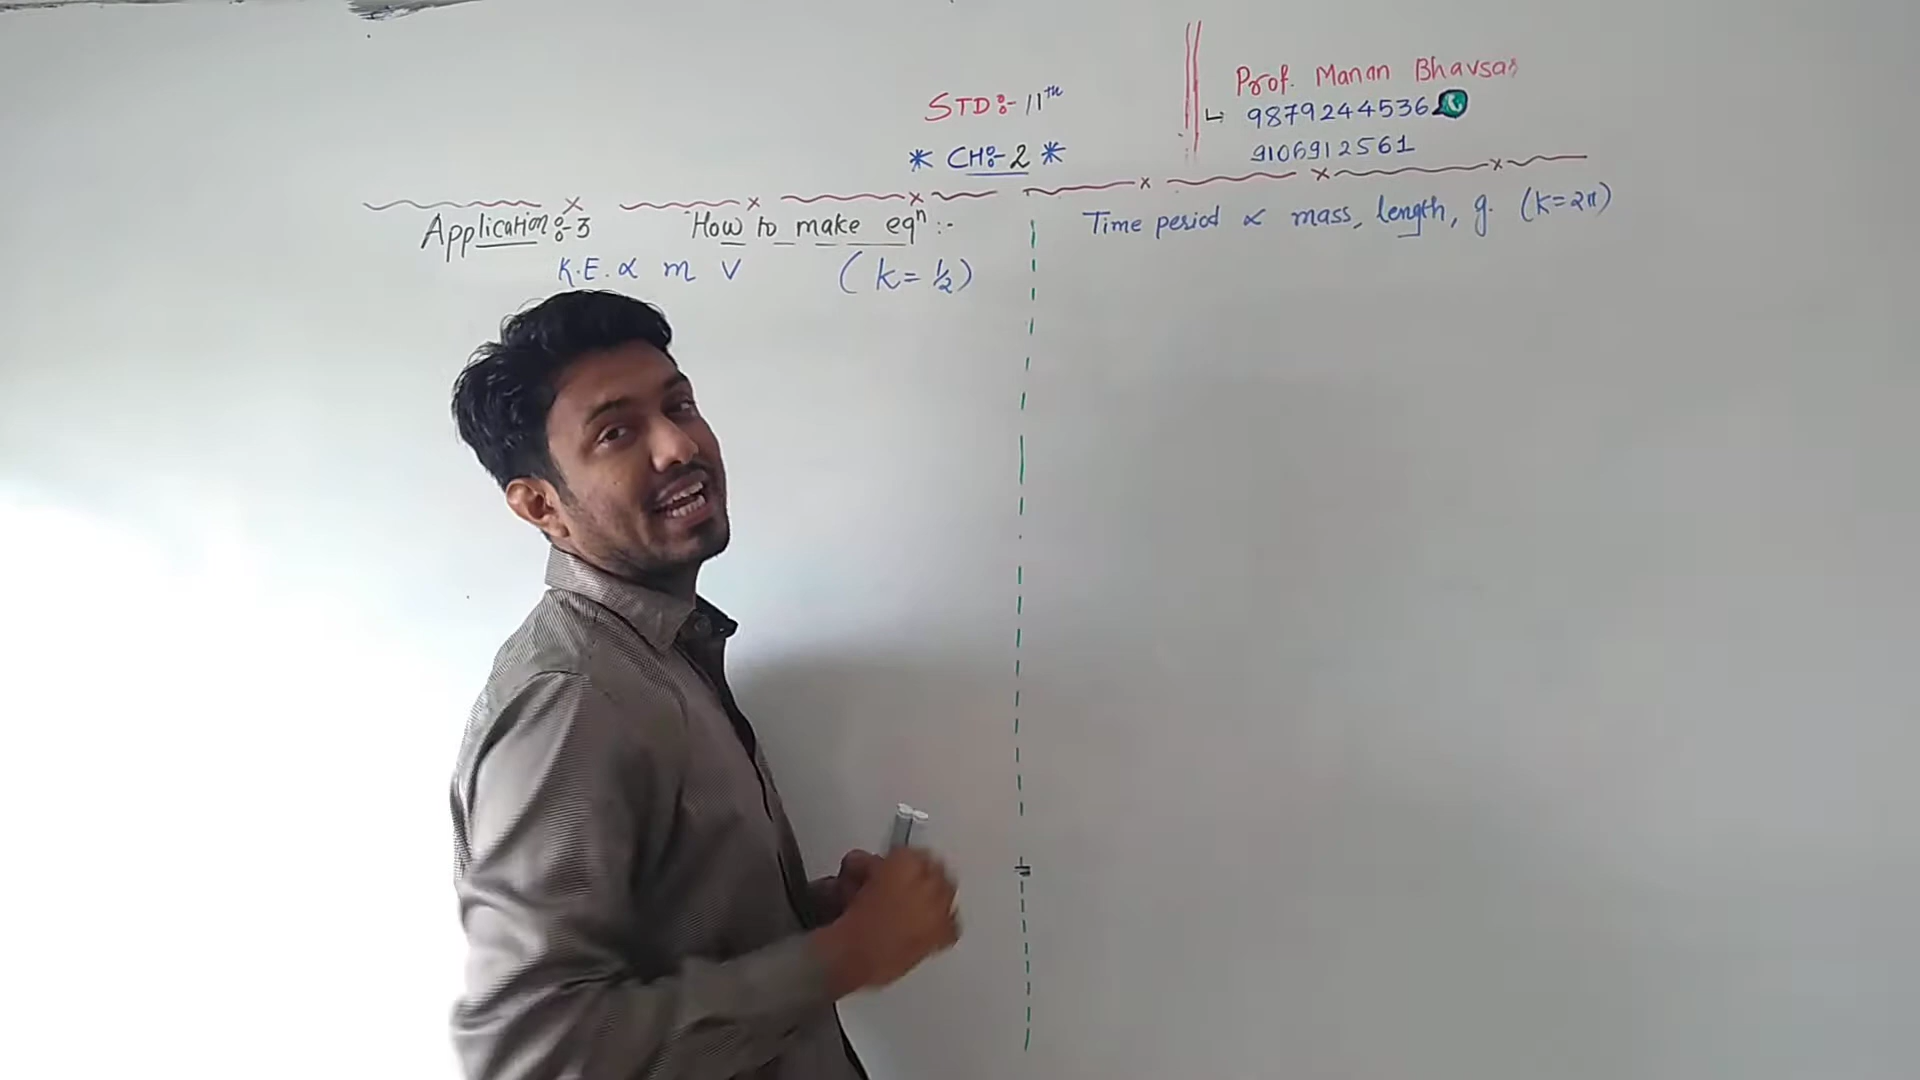 STD:- 11th
* CH:- 2 *
Prof. Manan Bhavsar
↳ 9879244536
9106912561
Application:-3 How to make eqn :-
K.E. ∝ m v (k = 1/2)
Time period ∝ mass, length, g. (k=2π)